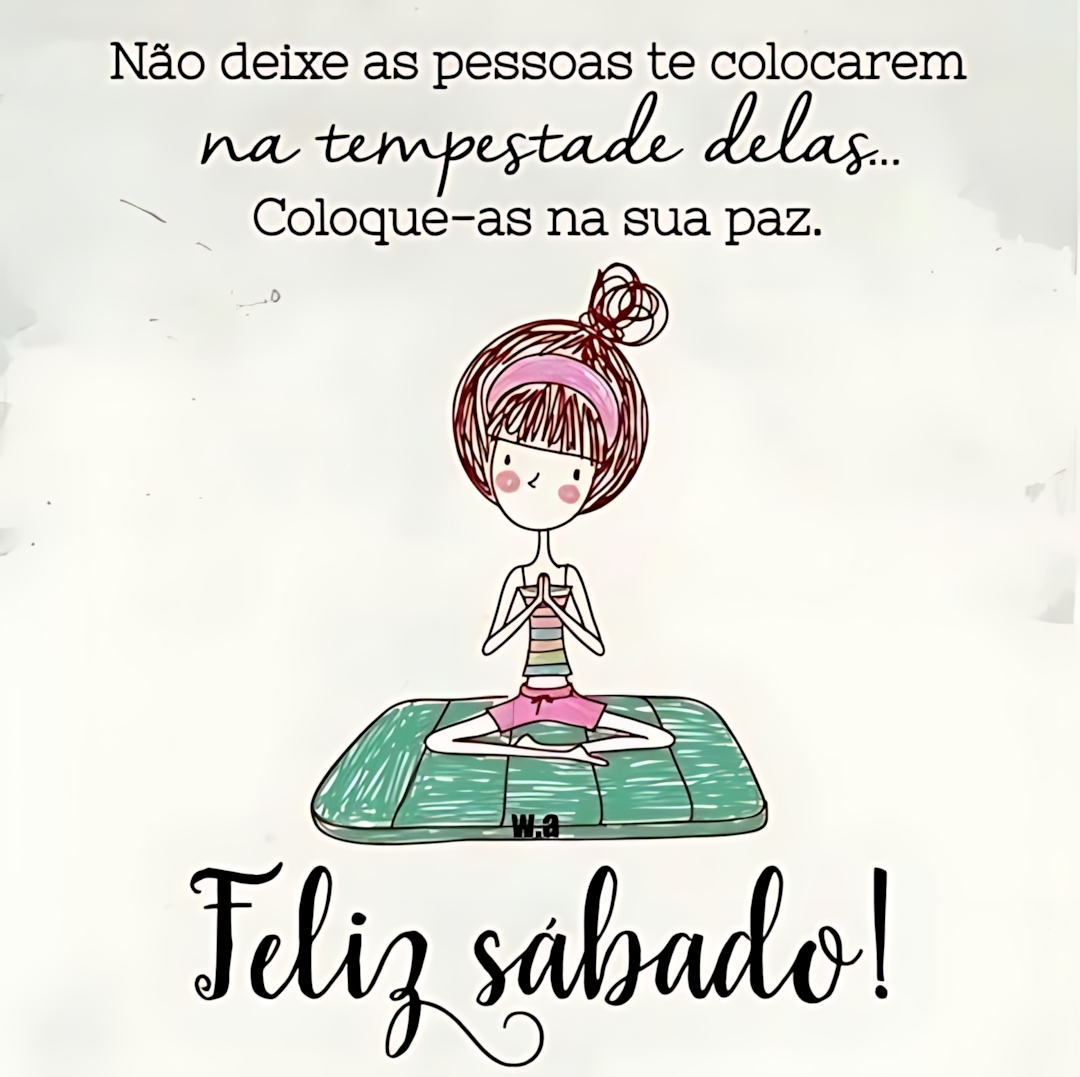 Não deixe as pessoas te colocarem
na tempestade delas...
Coloque-as na sua paz.
w.a
Feliz sábado!